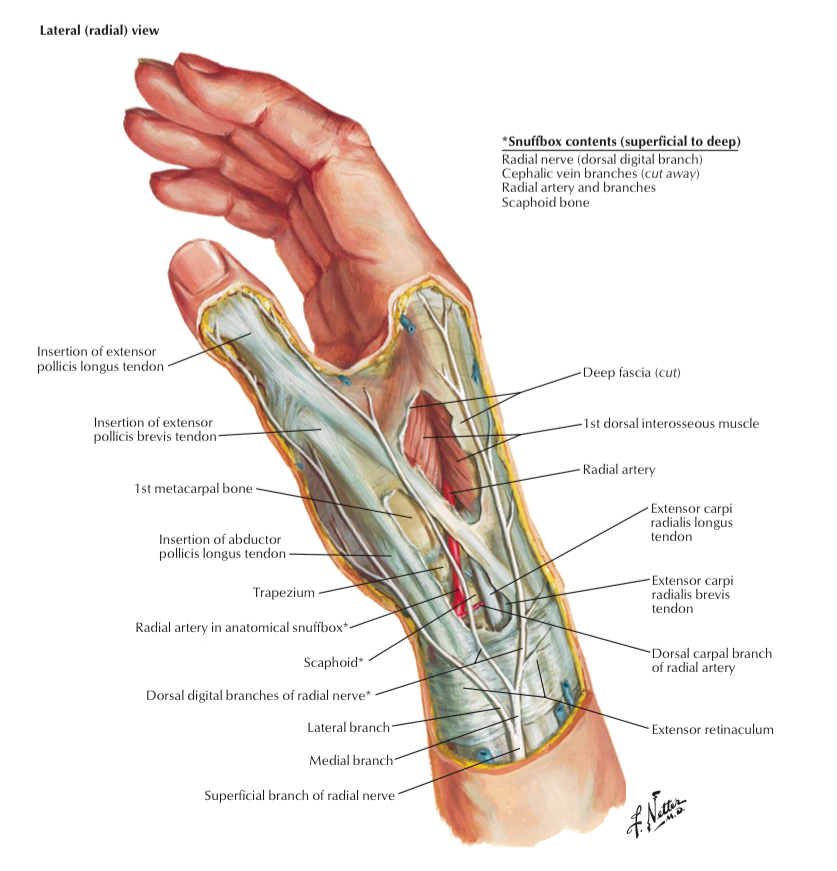 Lateral (radial) view
*Snuffbox contents (superficial to deep)
Radial nerve (dorsal digital branch)
Cephalic vein branches (cut away)
Radial artery and branches
Scaphoid bone
Insertion of extensor
pollicis longus tendon
Insertion of extensor
pollicis brevis tendon
1st metacarpal bone
Insertion of abductor
pollicis longus tendon
Trapezium
Radial artery in anatomical snuffbox*
Scaphoid*
Dorsal digital branches of radial nerve*
Lateral branch
Medial branch
Superficial branch of radial nerve
Deep fascia (cut)
1st dorsal interosseous muscle
Radial artery
Extensor carpi
radialis longus
tendon
Extensor carpi
radialis brevis
tendon
Dorsal carpal branch
of radial artery
Extensor retinaculum
F. Netter
M.D.